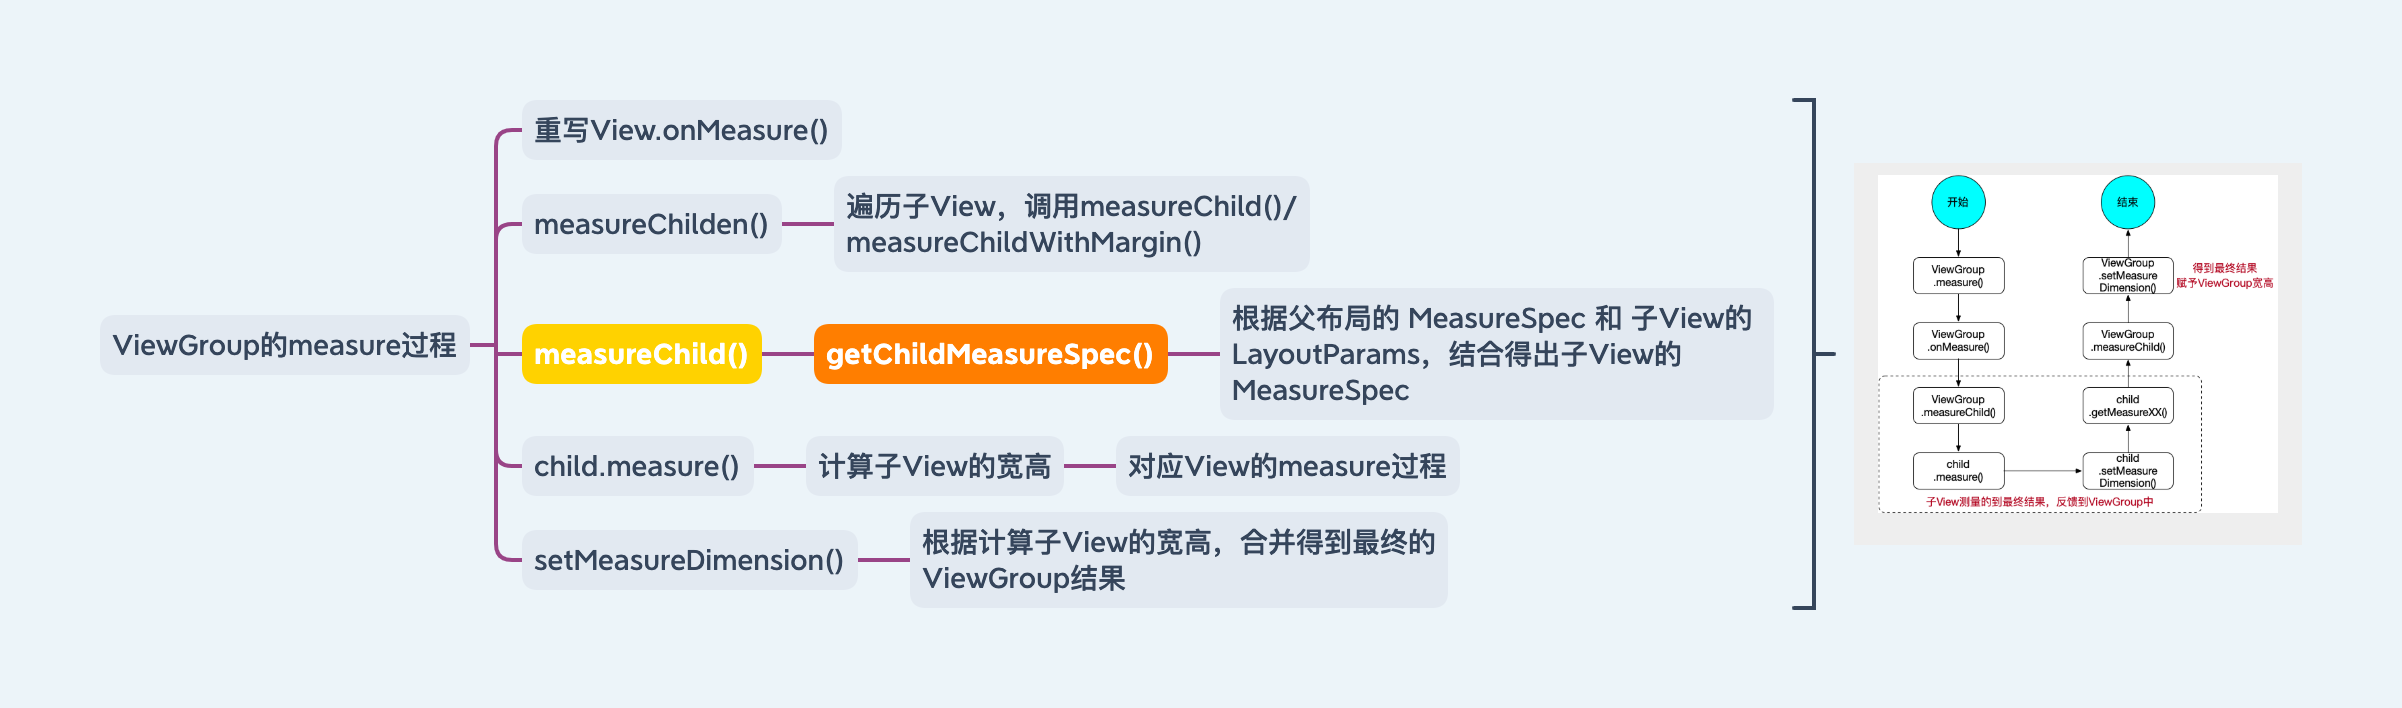 ViewGroup的measure过程
重写View.onMeasure()
measureChilden()
遍历子View，调用measureChild()/
measureChildWithMargin()
measureChild()
getChildMeasureSpec()
根据父布局的 MeasureSpec 和 子View的
LayoutParams，结合得出子View的
MeasureSpec
child.measure()
计算子View的宽高
对应View的measure过程
setMeasureDimension()
根据计算子View的宽高，合并得到最终的
ViewGroup结果
开始
ViewGroup
.measure()
ViewGroup
.onMeasure()
ViewGroup
.measureChild()
child
.measure()
child
.setMeasure
Dimension()
child
.getMeasureXX()
ViewGroup
.measureChild()
ViewGroup
.setMeasure
Dimension()
结束
得到最终结果
赋予ViewGroup宽高
子View测量的到最终结果，反馈到ViewGroup中